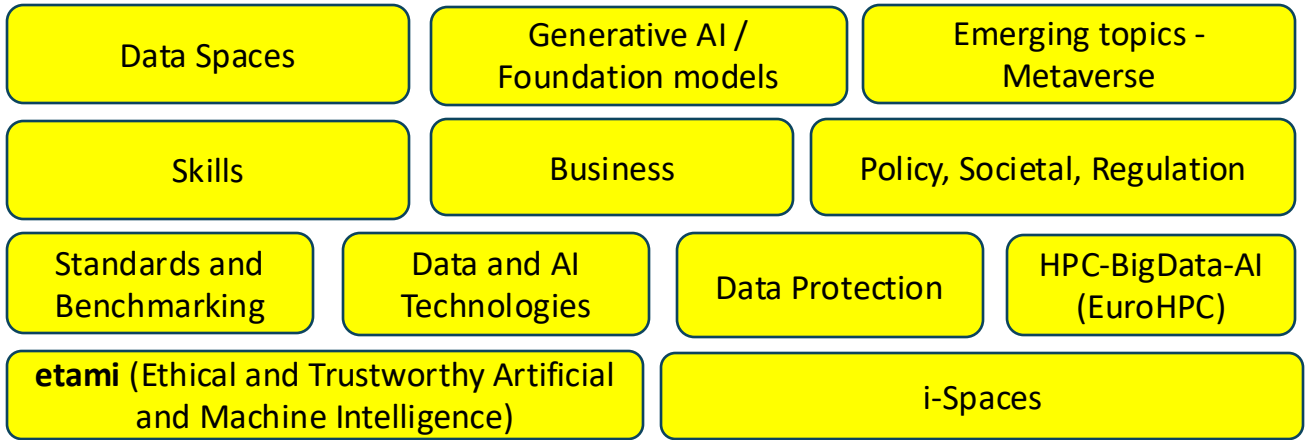 Data Spaces
Generative AI /
Foundation models
Emerging topics -
Metaverse
Skills
Business
Policy, Societal, Regulation
Standards and
Benchmarking
Data and AI
Technologies
Data Protection
HPC-BigData-AI
(EuroHPC)
etami (Ethical and Trustworthy Artificial
and Machine Intelligence)
i-Spaces